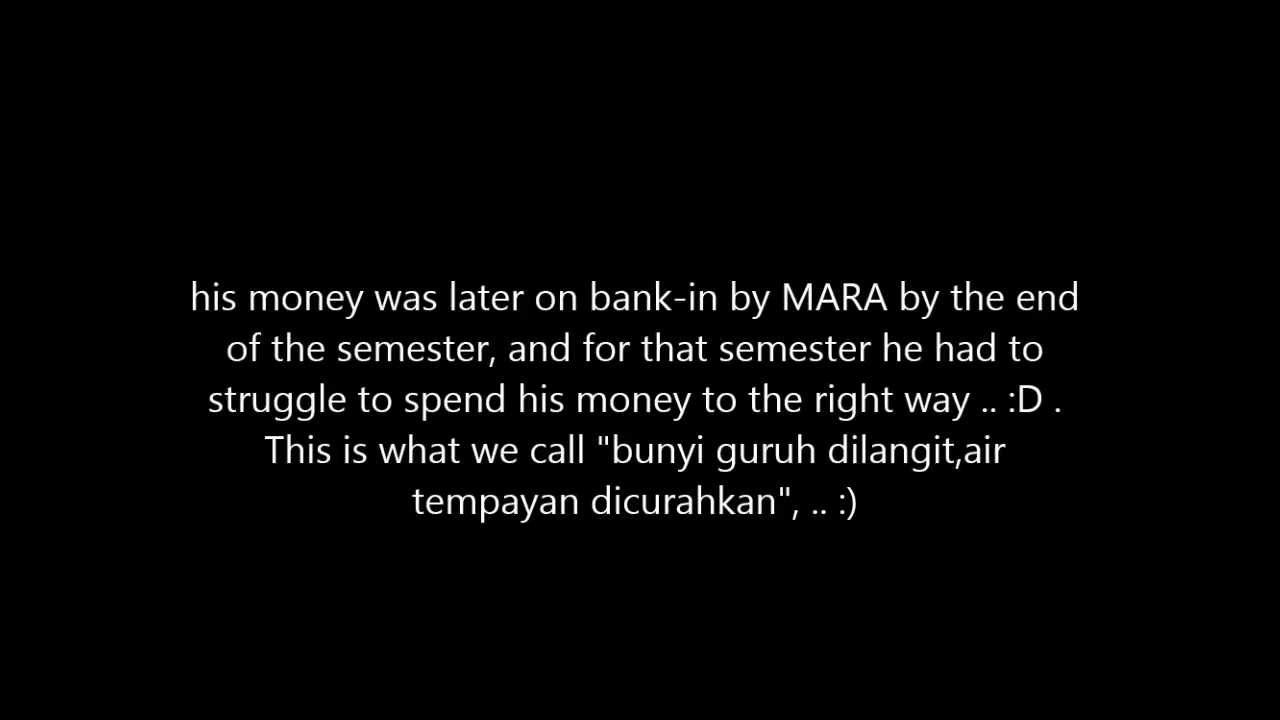 his money was later on bank-in by MARA by the end
of the semester, and for that semester he had to
struggle to spend his money to the right way .. :D .
This is what we call "bunyi guruh dilangit,air
tempayan dicurahkan", .. :)